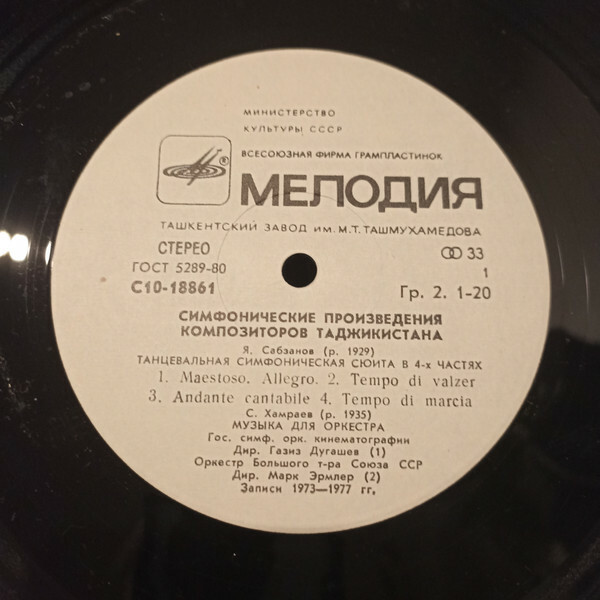 МИНИСТЕРСТВО
КУЛЬТУРЫ СССР
ВСЕСОЮЗНАЯ ФИРМА ГРАМПЛАСТИНОК
®
МЕЛОДИЯ
ТАШКЕНТСКИЙ ЗАВОД ИМ. М.Т. ТАШМУХАМЕДОВА
СТЕРЕО
33
ГОСТ 5289-80
1
С10-18861
Гр. 2. 1-20
СИМФОНИЧЕСКИЕ ПРОИЗВЕДЕНИЯ
КОМПОЗИТОРОВ ТАДЖИКИСТАНА
Я. Сабзанов (р. 1929)
ТАНЦЕВАЛЬНАЯ СИМФОНИЧЕСКАЯ СЮИТА В 4-х ЧАСТЯХ
1. Maestoso. Allegro. 2. Tempo di valzer
3. Andante cantabile 4. Tempo di marcia
С. Хамраев (р. 1935)
МУЗЫКА ДЛЯ ОРКЕСТРА
Гос. симф. орк. кинематографии
Дир. Газиз Дугашев (1)
Оркестр Большого т-ра Союза ССР
Дир. Марк Эрмлер (2)
Записи 1973—1977 гг.